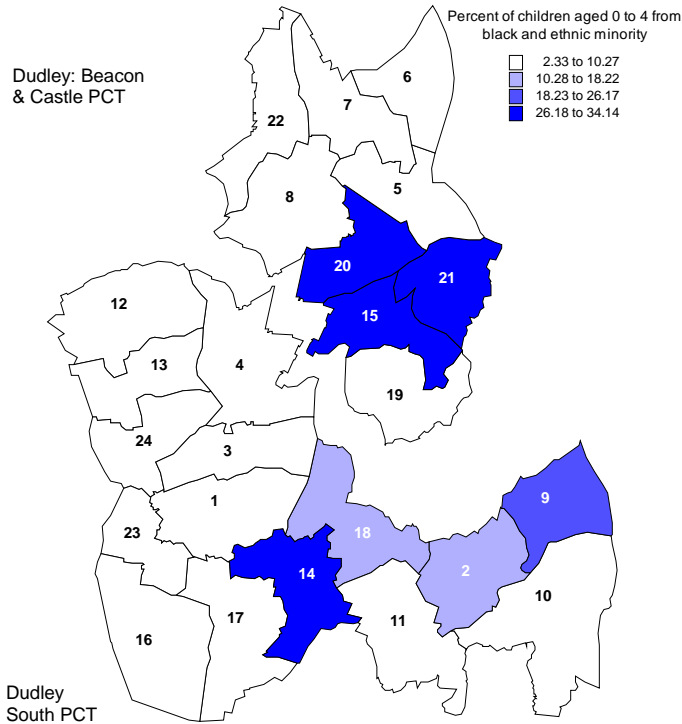 Percent of children aged 0 to 4 from
black and ethnic minority
2.33 to 10.27
10.28 to 18.22
18.23 to 26.17
26.18 to 34.14
Dudley: Beacon
& Castle PCT
6
7
22
5
8
20
21
12
15
13
4
19
24
3
1
9
23
18
14
2
10
17
11
16
Dudley
South PCT